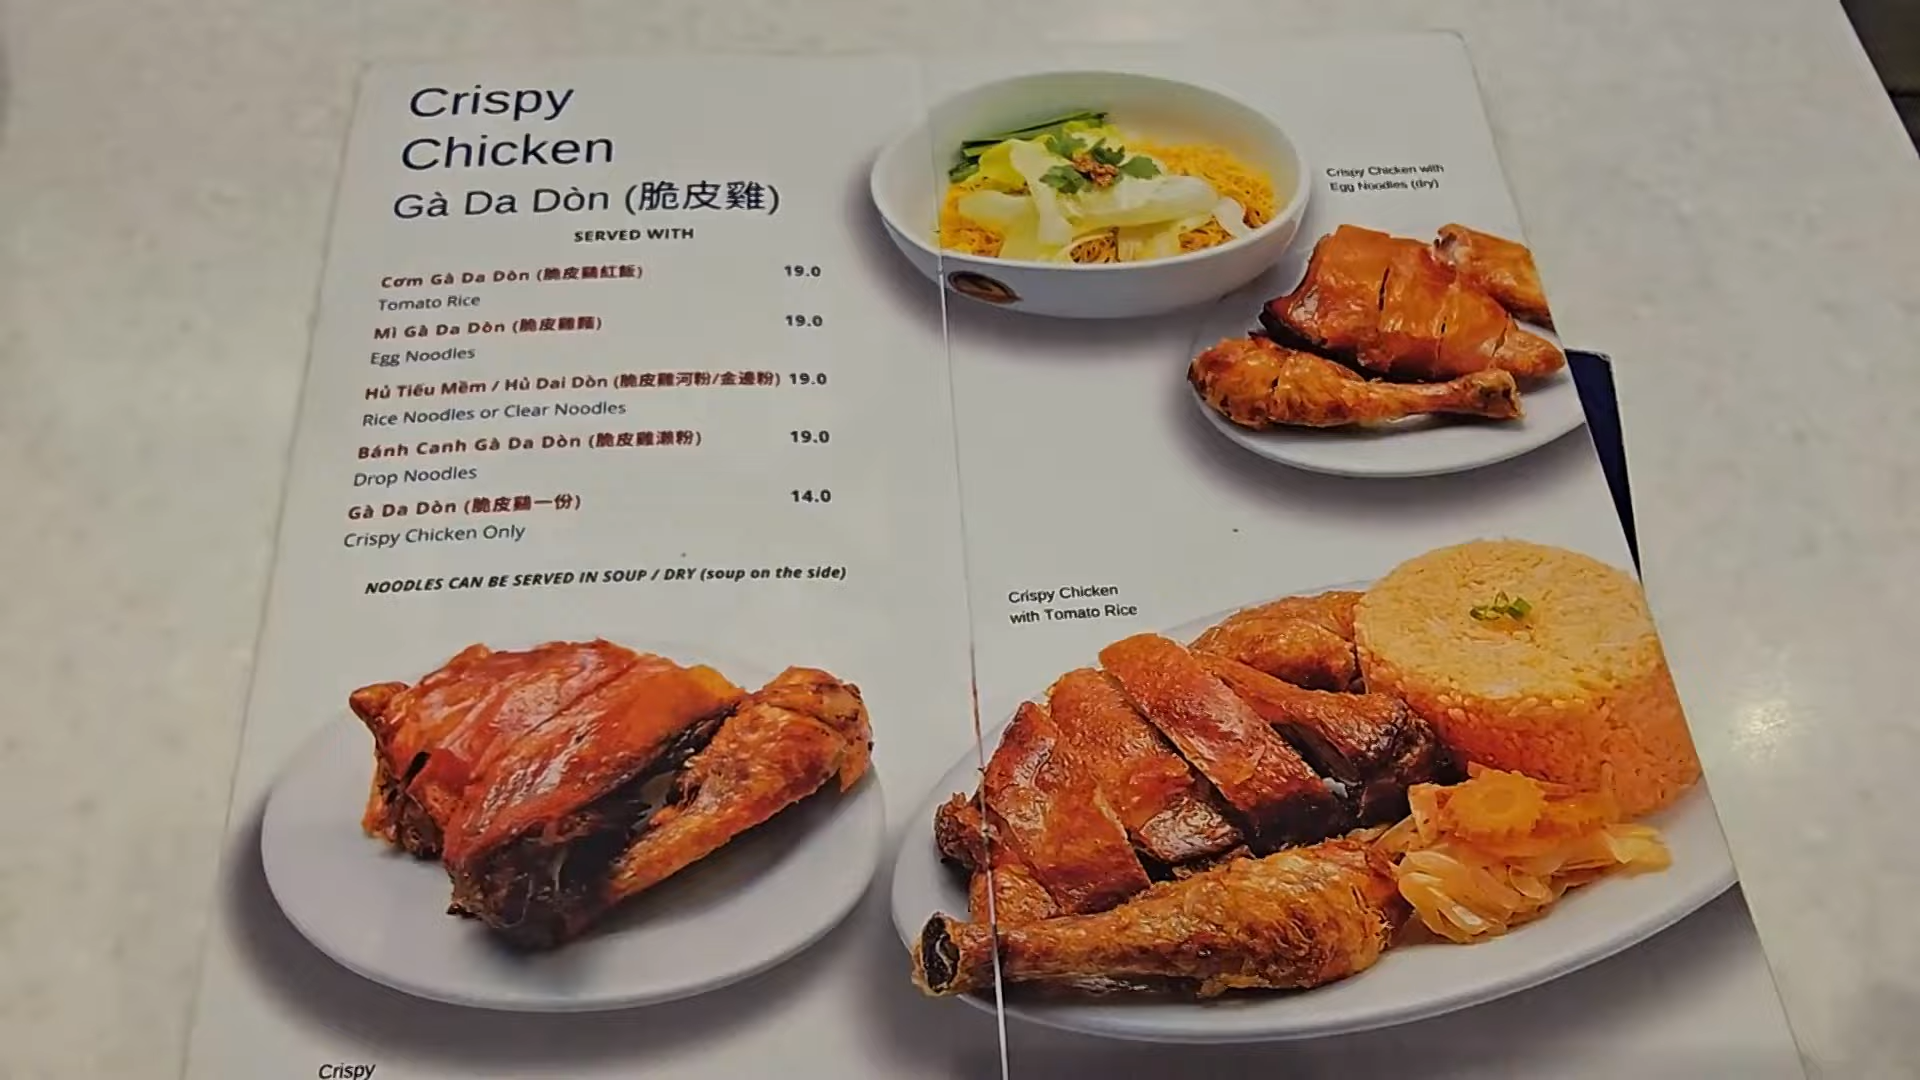 Crispy
Chicken
Gà Da Dòn (脆皮雞)
SERVED WITH
Cơm Gà Da Dòn (脆皮鷄紅飯) 19.0
Tomato Rice
Mì Gà Da Dòn (脆皮雞麵) 19.0
Egg Noodles
Hủ Tiếu Mềm / Hủ Dai Dòn (脆皮雞河粉/金邊粉) 19.0
Rice Noodles or Clear Noodles
Bánh Canh Gà Da Dòn (脆皮雞瀨粉) 19.0
Drop Noodles
Gà Da Dòn (脆皮鷄一份) 14.0
Crispy Chicken Only
NOODLES CAN BE SERVED IN SOUP / DRY (soup on the side)
Crispy
Crispy Chicken with
Egg Noodles (dry)
Crispy Chicken
with Tomato Rice